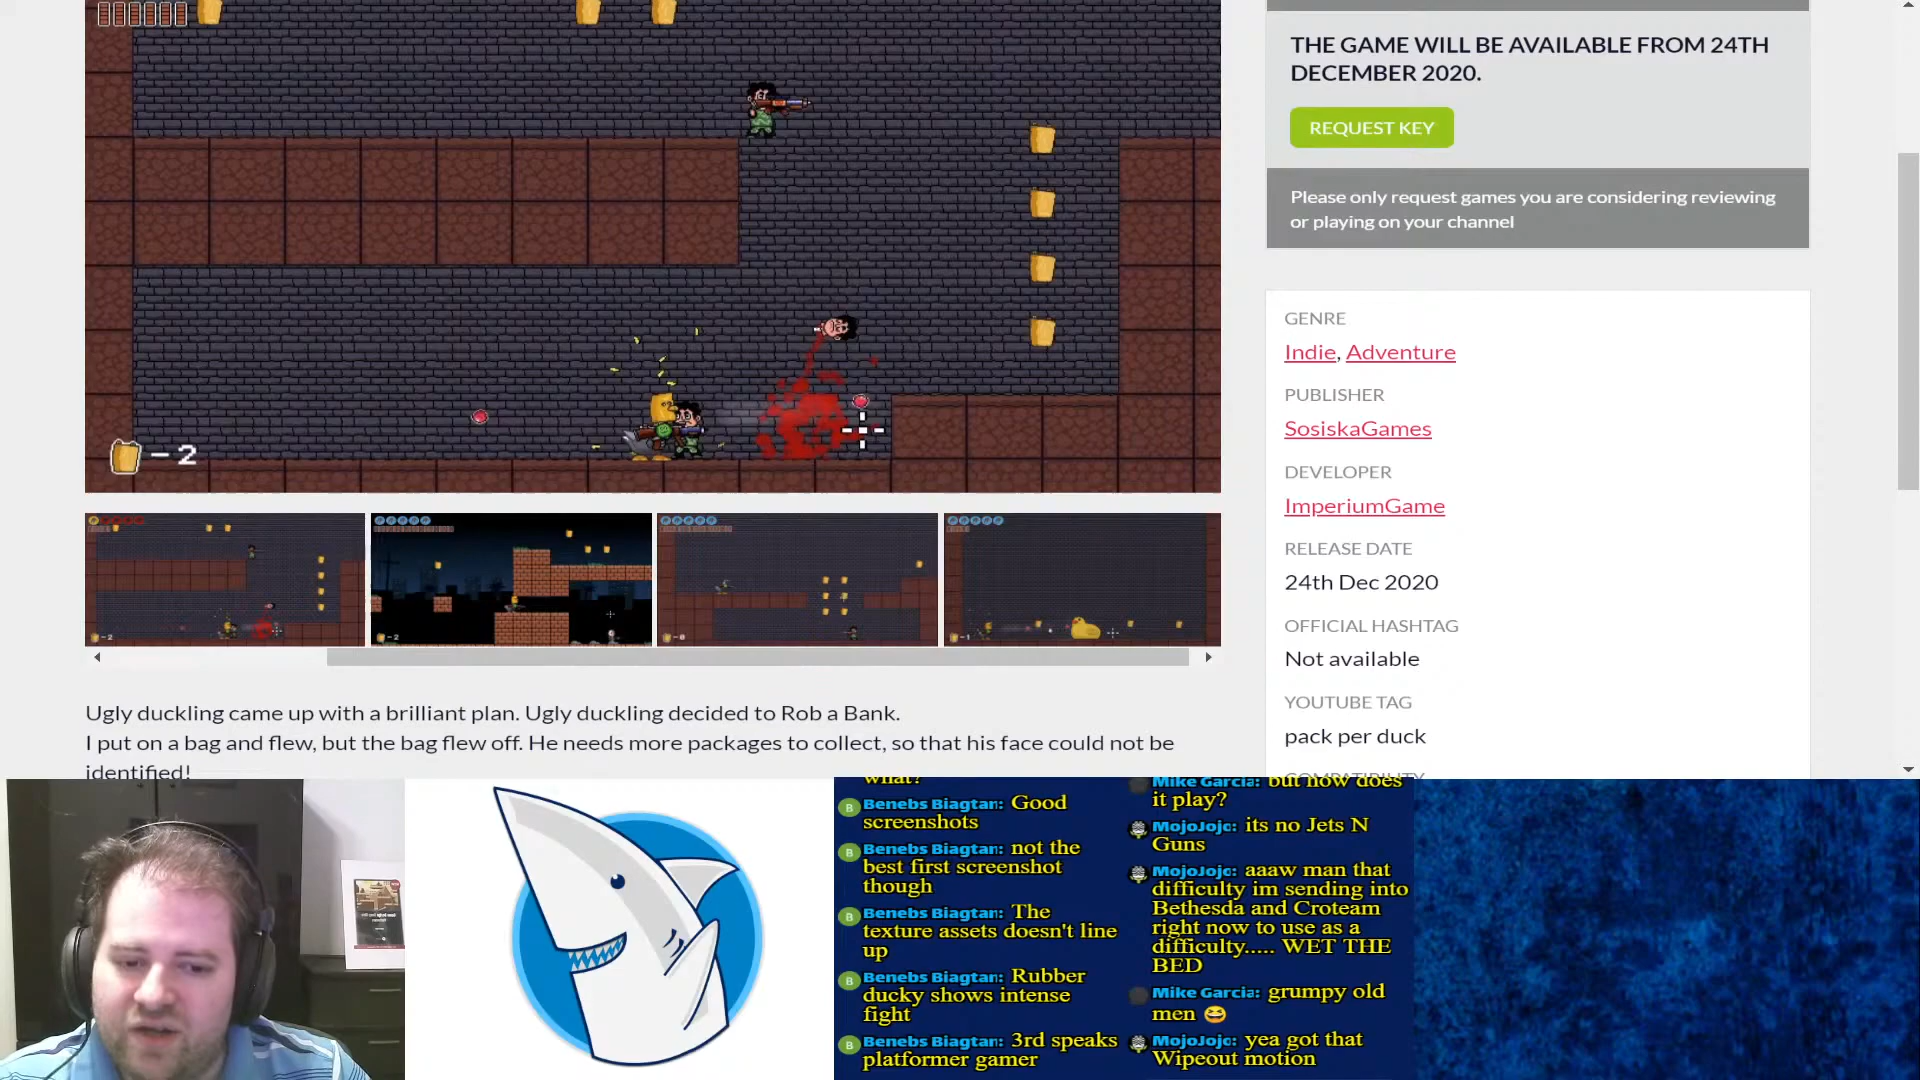 THE GAME WILL BE AVAILABLE FROM 24TH
DECEMBER 2020.
REQUEST KEY
Please only request games you are considering reviewing
or playing on your channel
- 2
GENRE
Indie, Adventure
PUBLISHER
SosiskaGames
DEVELOPER
ImperiumGame
RELEASE DATE
24th Dec 2020
OFFICIAL HASHTAG
Not available
YOUTUBE TAG
pack per duck
COMPATIBILITY
Ugly duckling came up with a brilliant plan. Ugly duckling decided to Rob a Bank.
I put on a bag and flew, but the bag flew off. He needs more packages to collect, so that his face could not be
identified!
what?
B Benebs Biagtan: Good
screenshots
B Benebs Biagtan: not the
best first screenshot
though
B Benebs Biagtan: The
texture assets doesn't line
up
B Benebs Biagtan: Rubber
ducky shows intense
fight
B Benebs Biagtan: 3rd speaks
platformer gamer
Mike Garcia: but how does
it play?
MojoJojo: its no Jets N
Guns
MojoJojo: aaaw man that
difficulty im sending into
Bethesda and Croteam
right now to use as a
difficulty..... WET THE
BED
Mike Garcia: grumpy old
men 😂
MojoJojo: yea got that
Wipeout motion